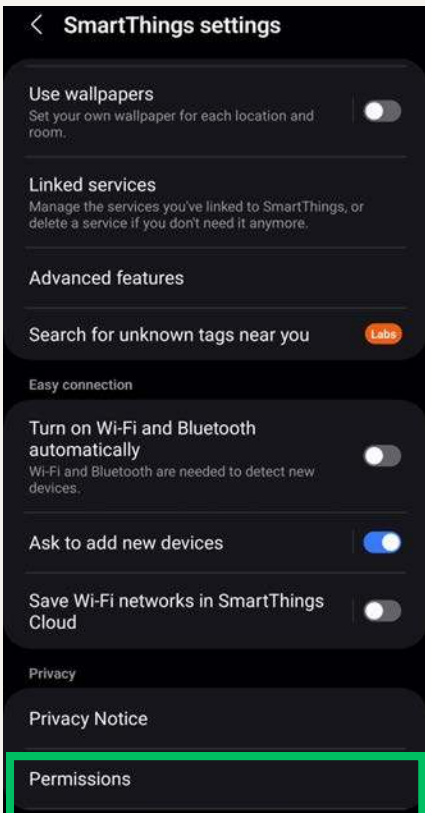 SmartThings settings
Use wallpapers
Set your own wallpaper for each location and
room.
Linked services
Manage the services you've linked to SmartThings, or
delete a service if you don't need it anymore.
Advanced features
Search for unknown tags near you
Labs
Easy connection
Turn on Wi-Fi and Bluetooth
automatically
Wi-Fi and Bluetooth are needed to detect new
devices.
Ask to add new devices
Save Wi-Fi networks in SmartThings
Cloud
Privacy
Privacy Notice
Permissions